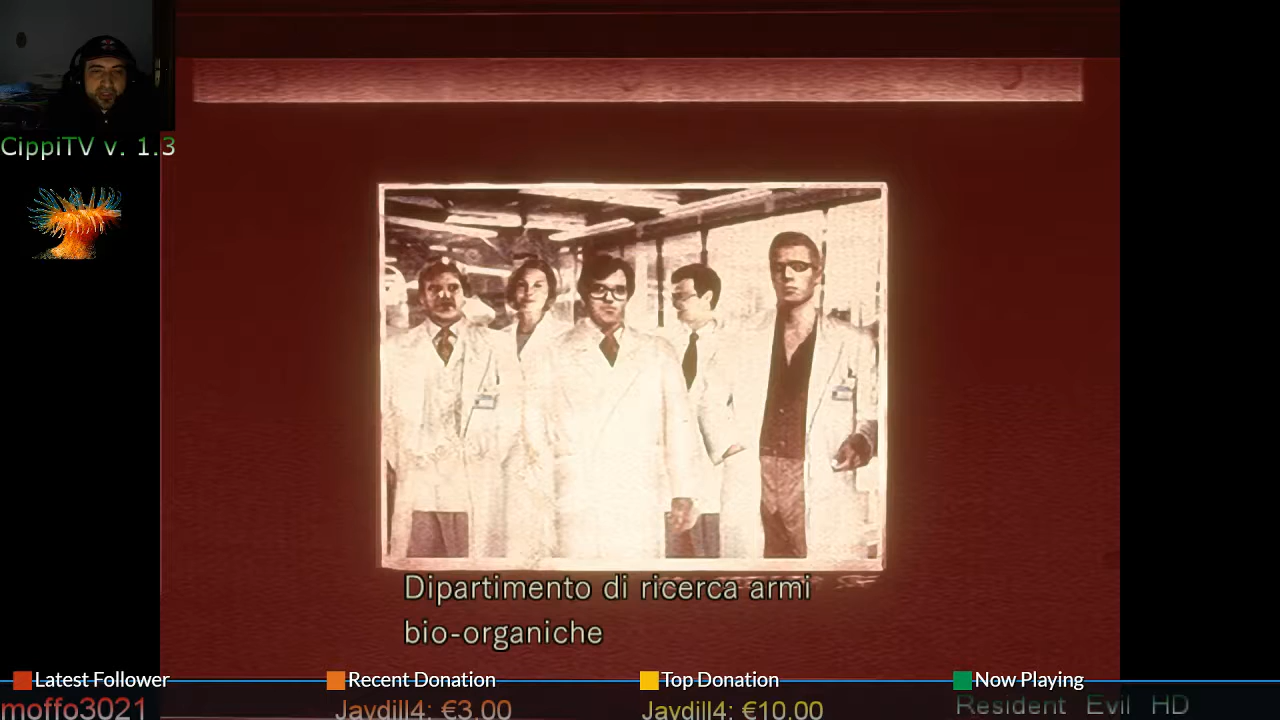 CippiTV v. 1.3
Dipartimento di ricerca armi
bio-organiche
Latest Follower
Recent Donation
Top Donation
Now Playing
moffo3021
Jaydill4: €3.00
Jaydill4: €10.00
Resident Evil HD